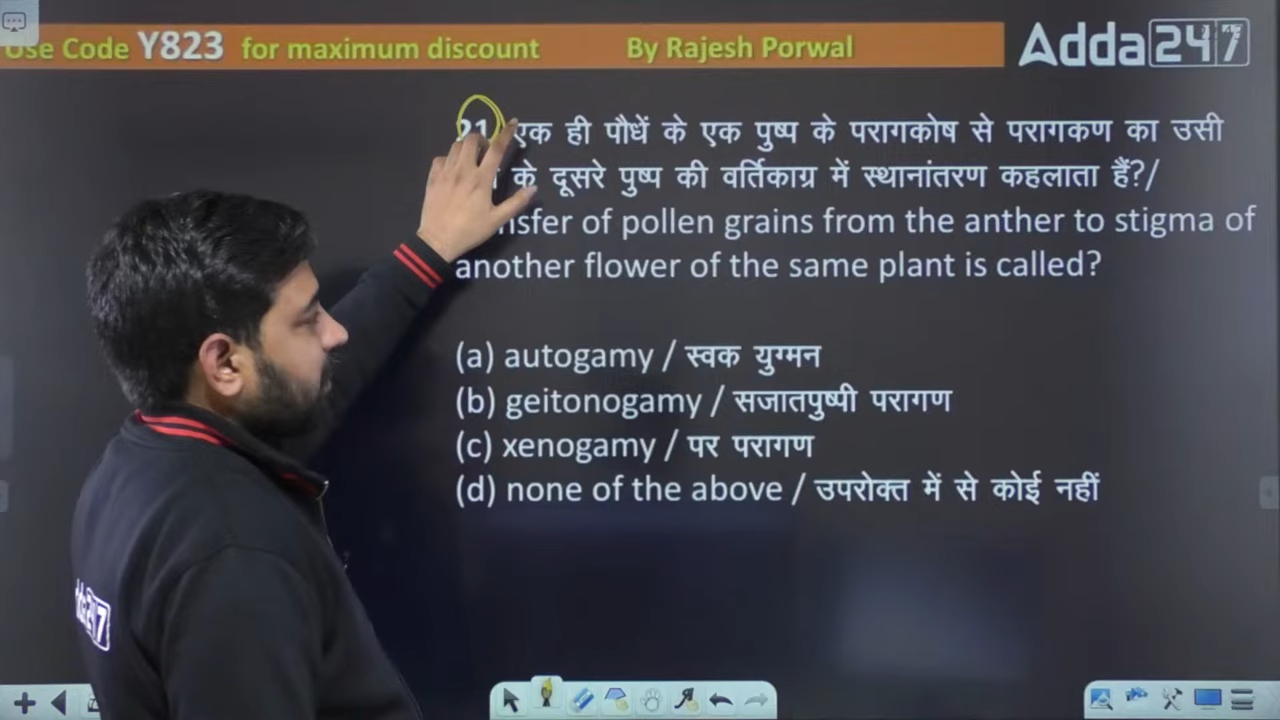 Use Code Y823 for maximum discount By Rajesh Porwal
Adda247
21 एक ही पौधें के एक पुष्प के परागकोष से परागकण का उसी
के दूसरे पुष्प की वर्तिकाग्र में स्थानांतरण कहलाता हैं?/
of pollen grains from the anther to stigma of
another flower of the same plant is called?
(a) autogamy / स्वक युग्मन
(b) geitonogamy / सजातपुष्पी परागण
(c) xenogamy / पर परागण
(d) none of the above / उपरोक्त में से कोई नहीं